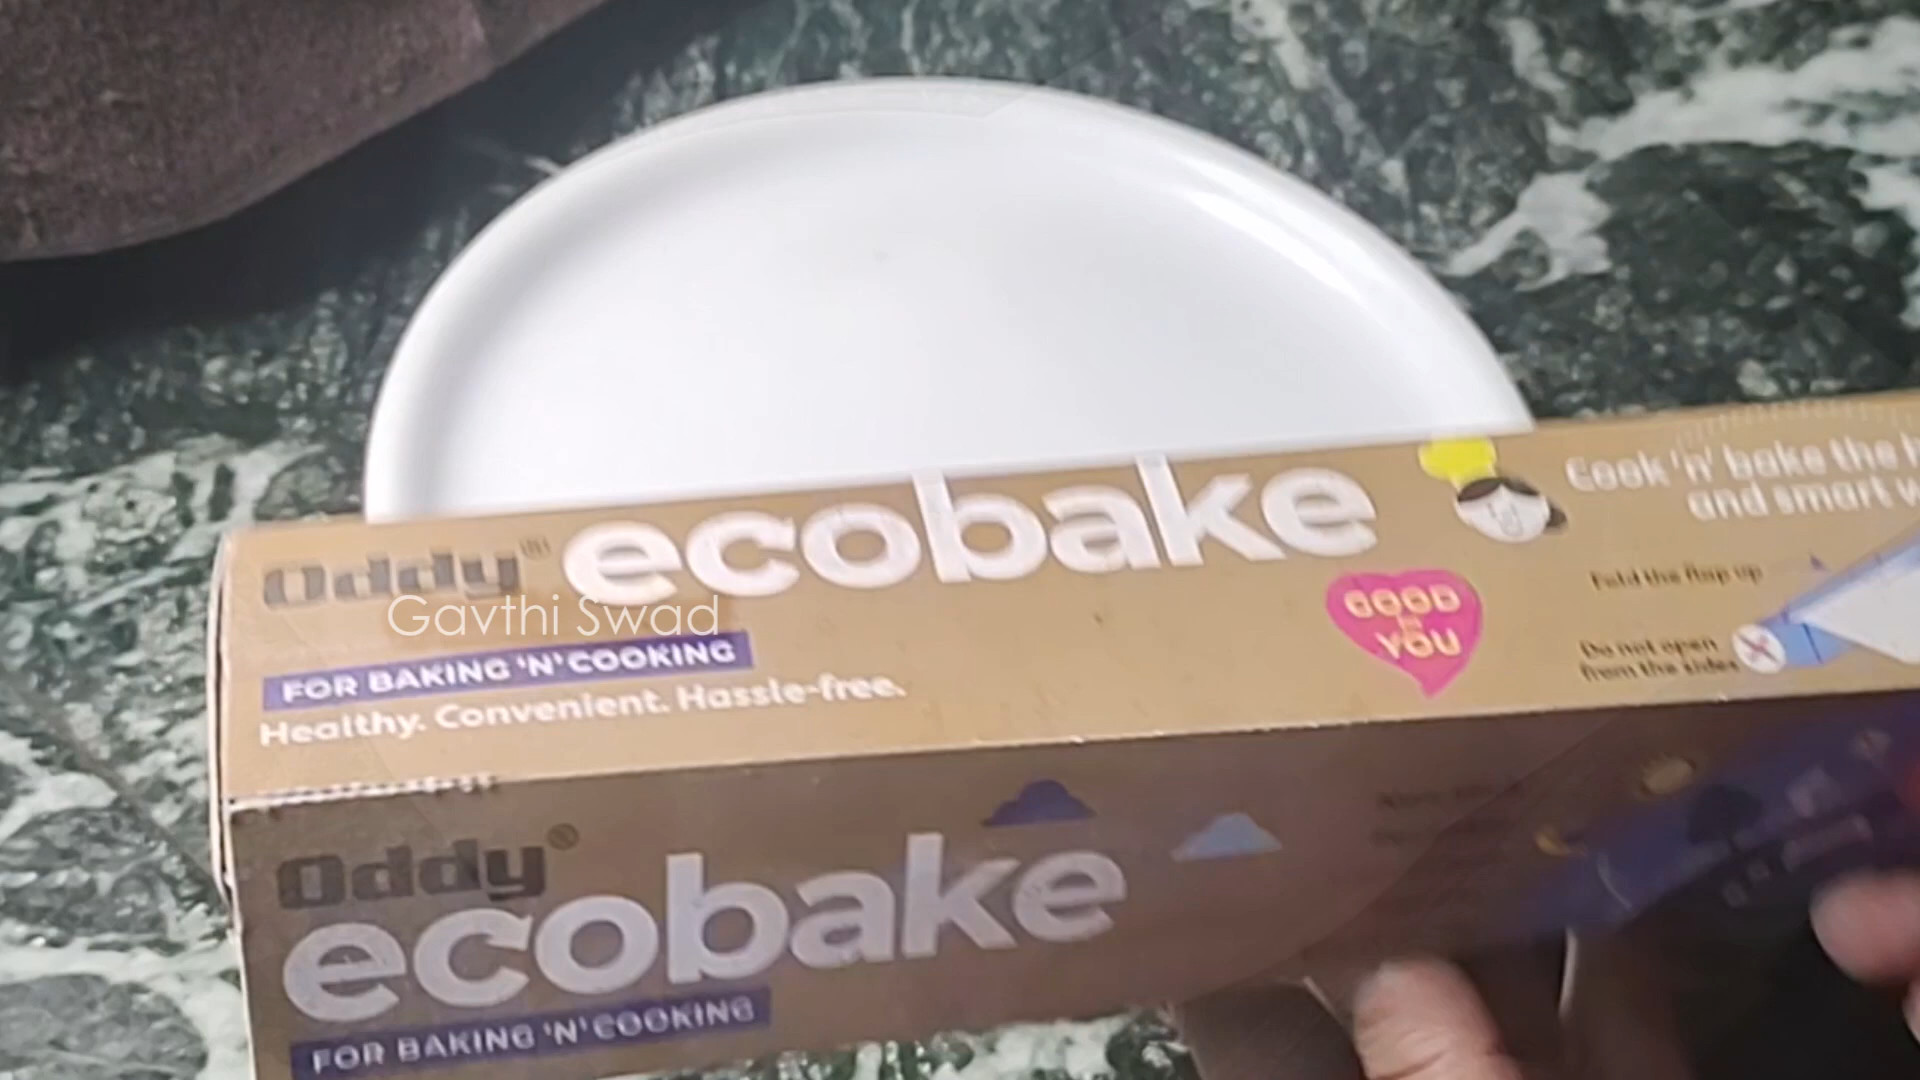 Oddy® ecobake
Gavthi Swad
FOR BAKING 'N' COOKING
Healthy. Convenient. Hassle-free.
GOOD
YOU
Cook 'n' bake the
and smart
Fold the flap up
Do not open
from the sides
Oddy®
ecobake
FOR BAKING 'N' COOKING